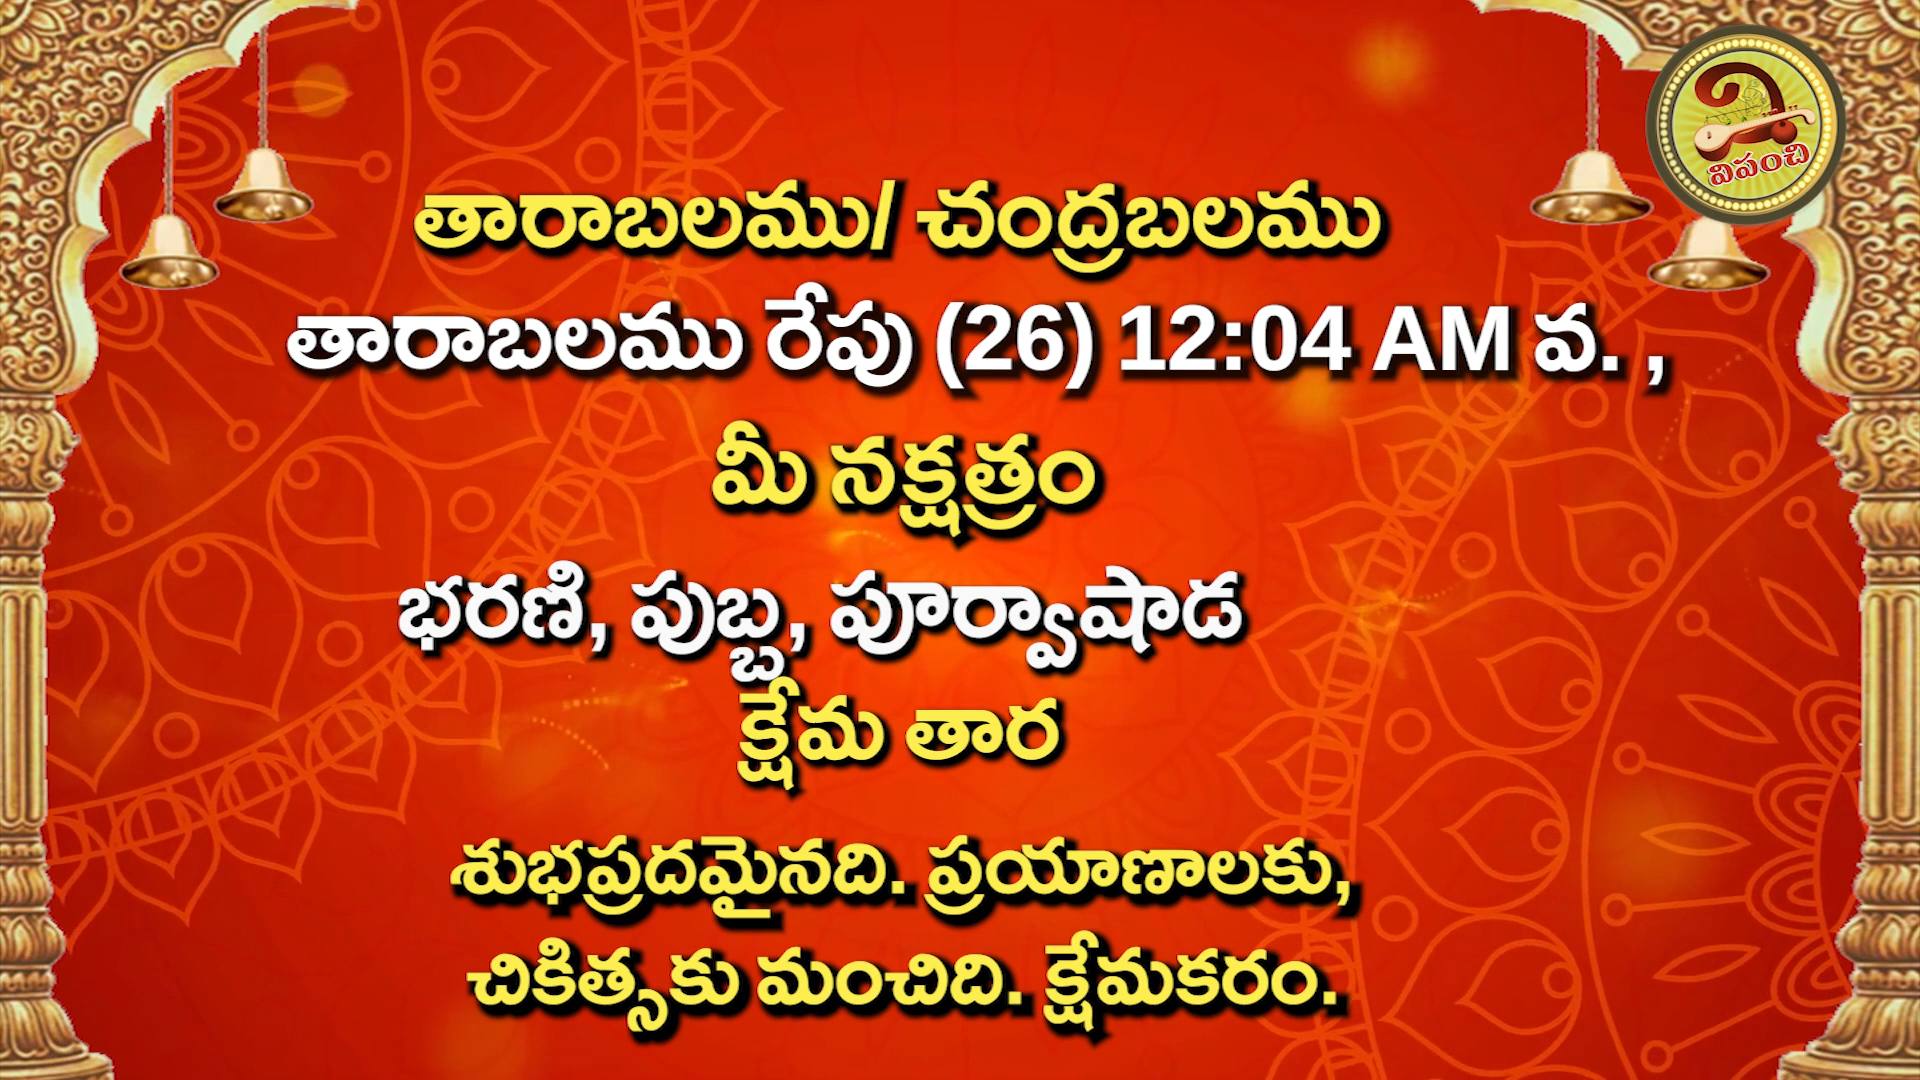 విపంచి
తారాబలము/ చంద్రబలము
తారాబలము రేపు (26) 12:04 AM వ. ,
మీ నక్షత్రం
భరణి, పుబ్బ, పూర్వాషాడ
క్షేమ తార
శుభప్రదమైనది. ప్రయాణాలకు,
చికిత్సకు మంచిది. క్షేమకరం.